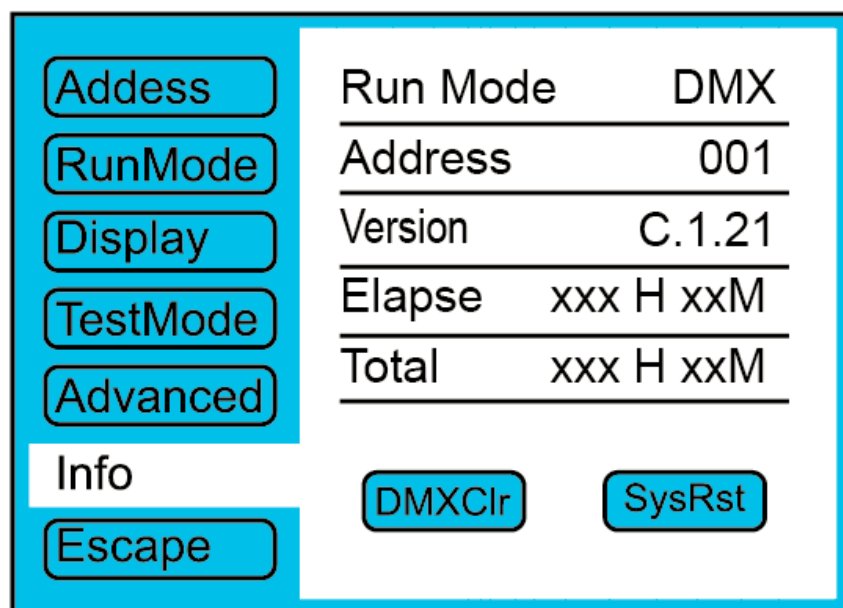 Addess
RunMode
Display
TestMode
Advanced
Info
Escape
Run Mode DMX
Address 001
Version C.1.21
Elapse xxx H xxM
Total xxx H xxM
DMXClr SysRst